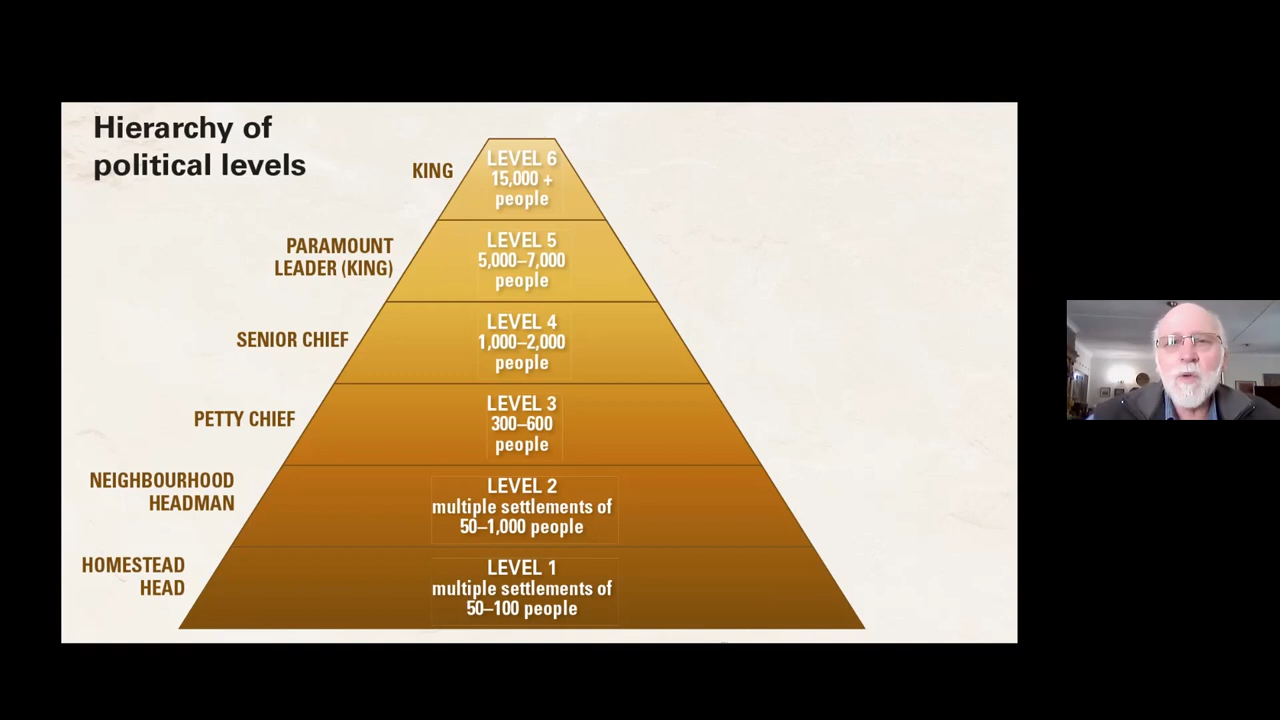 Hierarchy of
political levels
KING
LEVEL 6
15,000 +
people
PARAMOUNT
LEADER (KING)
LEVEL 5
5,000–7,000
people
SENIOR CHIEF
LEVEL 4
1,000–2,000
people
PETTY CHIEF
LEVEL 3
300–600
people
NEIGHBOURHOOD
HEADMAN
LEVEL 2
multiple settlements of
50–1,000 people
HOMESTEAD
HEAD
LEVEL 1
multiple settlements of
50–100 people